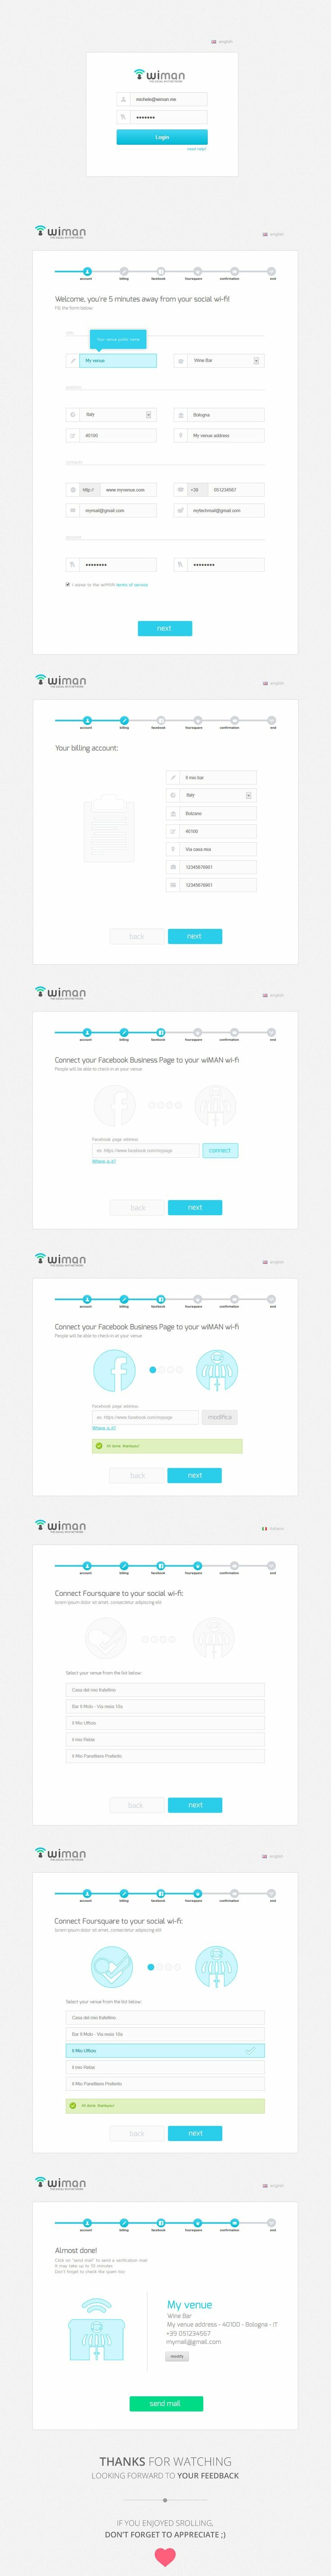 english
wiman
michele@wiman.me
•••••••
Login
need help?
wiman
THE SOCIAL WI-FI NETWORK
english
account billing facebook foursquare confirmation end
Welcome, you're 5 minutes away from your social wi-fi!
Fill the form below
Your venue public name
My venue
Wine Bar
Italy
Bologna
40100
My venue address
http:// www.myvenue.com
+39 051234567
mymail@gmail.com
mytechmail@gmail.com
••••••••
••••••••
terms of service
next
wiman
THE SOCIAL WI-FI NETWORK
english
account billing facebook foursquare confirmation end
Your billing account:
Il mio bar
Italy
Bolzano
40100
Via casa mia
12345678901
12345678901
back
next
wiman
THE SOCIAL WI-FI NETWORK
english
account billing facebook foursquare confirmation end
Connect your Facebook Business Page to your wiMAN wi-fi
People will be able to check in at your venue
Facebook page address
ex: https://www.facebook.com/mypage
connect
Where is it?
back
next
wiman
THE SOCIAL WI-FI NETWORK
english
account billing facebook foursquare confirmation end
Connect your Facebook Business Page to your wiMAN wi-fi
People will be able to check in at your venue
Facebook page address
ex: https://www.facebook.com/mypage
modifica
Where is it?
All done, thankyou!
back
next
wiman
THE SOCIAL WI-FI NETWORK
italiano
account billing facebook foursquare confirmation end
Connect Foursquare to your social wi-fi:
lorem ipsum dolor sit amet, consectetur adipiscing elit
Select your venue from the list below:
Casa del mio fratellino
Bar Il Molo - Via mazzi 10a
Il Mio Ufficio
Il mio Relax
Il Mio Panettiere Preferito
back
next
wiman
THE SOCIAL WI-FI NETWORK
english
account billing facebook foursquare confirmation end
Connect Foursquare to your social wi-fi:
lorem ipsum dolor sit amet, consectetur adipiscing elit
Select your venue from the list below:
Casa del mio fratellino
Bar Il Molo - Via mazzi 10a
Il Mio Ufficio
Il mio Relax
Il Mio Panettiere Preferito
All done, thankyou!
back
next
wiman
THE SOCIAL WI-FI NETWORK
english
account billing facebook foursquare confirmation end
Almost done!
Click on "send mail" to send a verification mail
It may take up to 10 minutes
Don't forget to check the spam box
My venue
Wine Bar
My venue address - 40100 - Bologna - IT
+39 051234567
mymail@gmail.com
modify
send mail
THANKS FOR WATCHING
LOOKING FORWARD TO YOUR FEEDBACK
IF YOU ENJOYED SROLLING,
DON'T FORGET TO APPRECIATE ;)